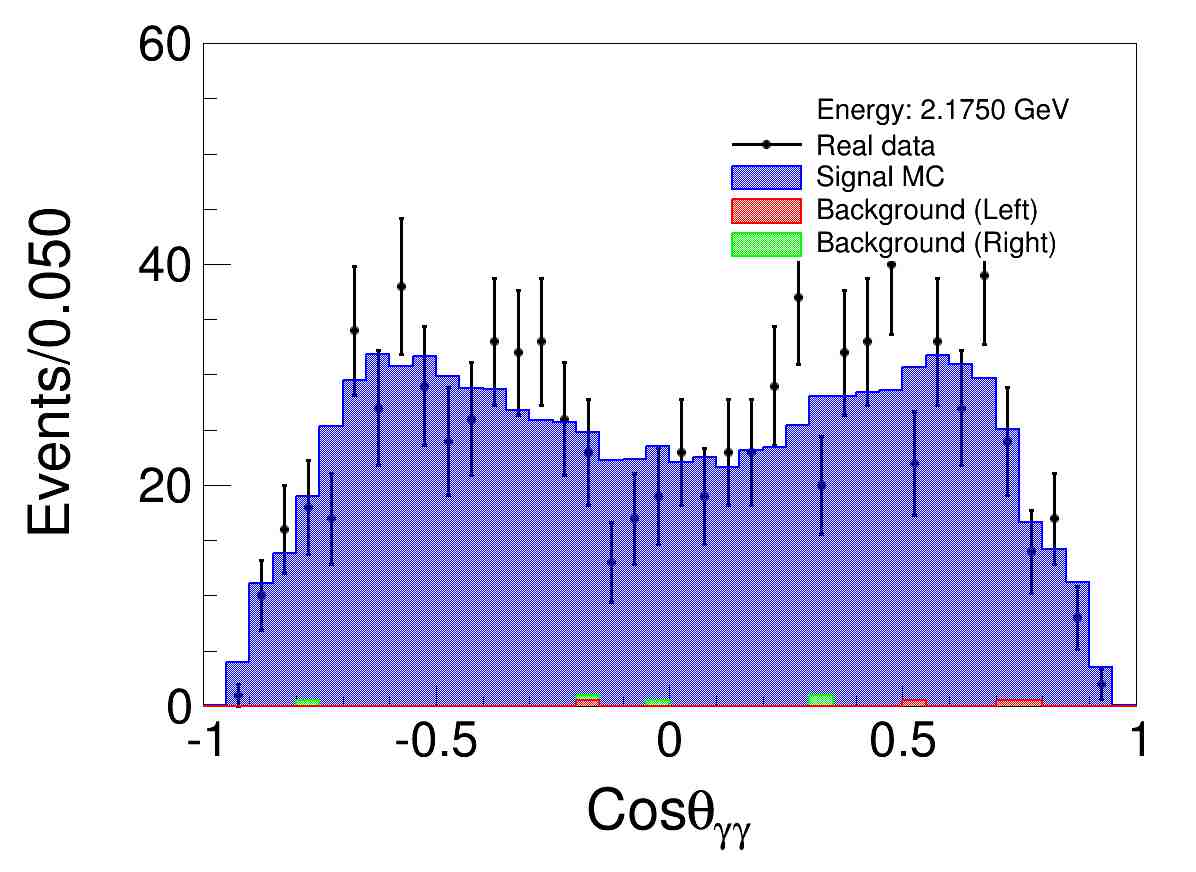 60
40
20
0
Events/0.050
Energy: 2.1750 GeV
Real data
Signal MC
Background (Left)
Background (Right)
-1 -0.5 0 0.5 1
Cosθγγ